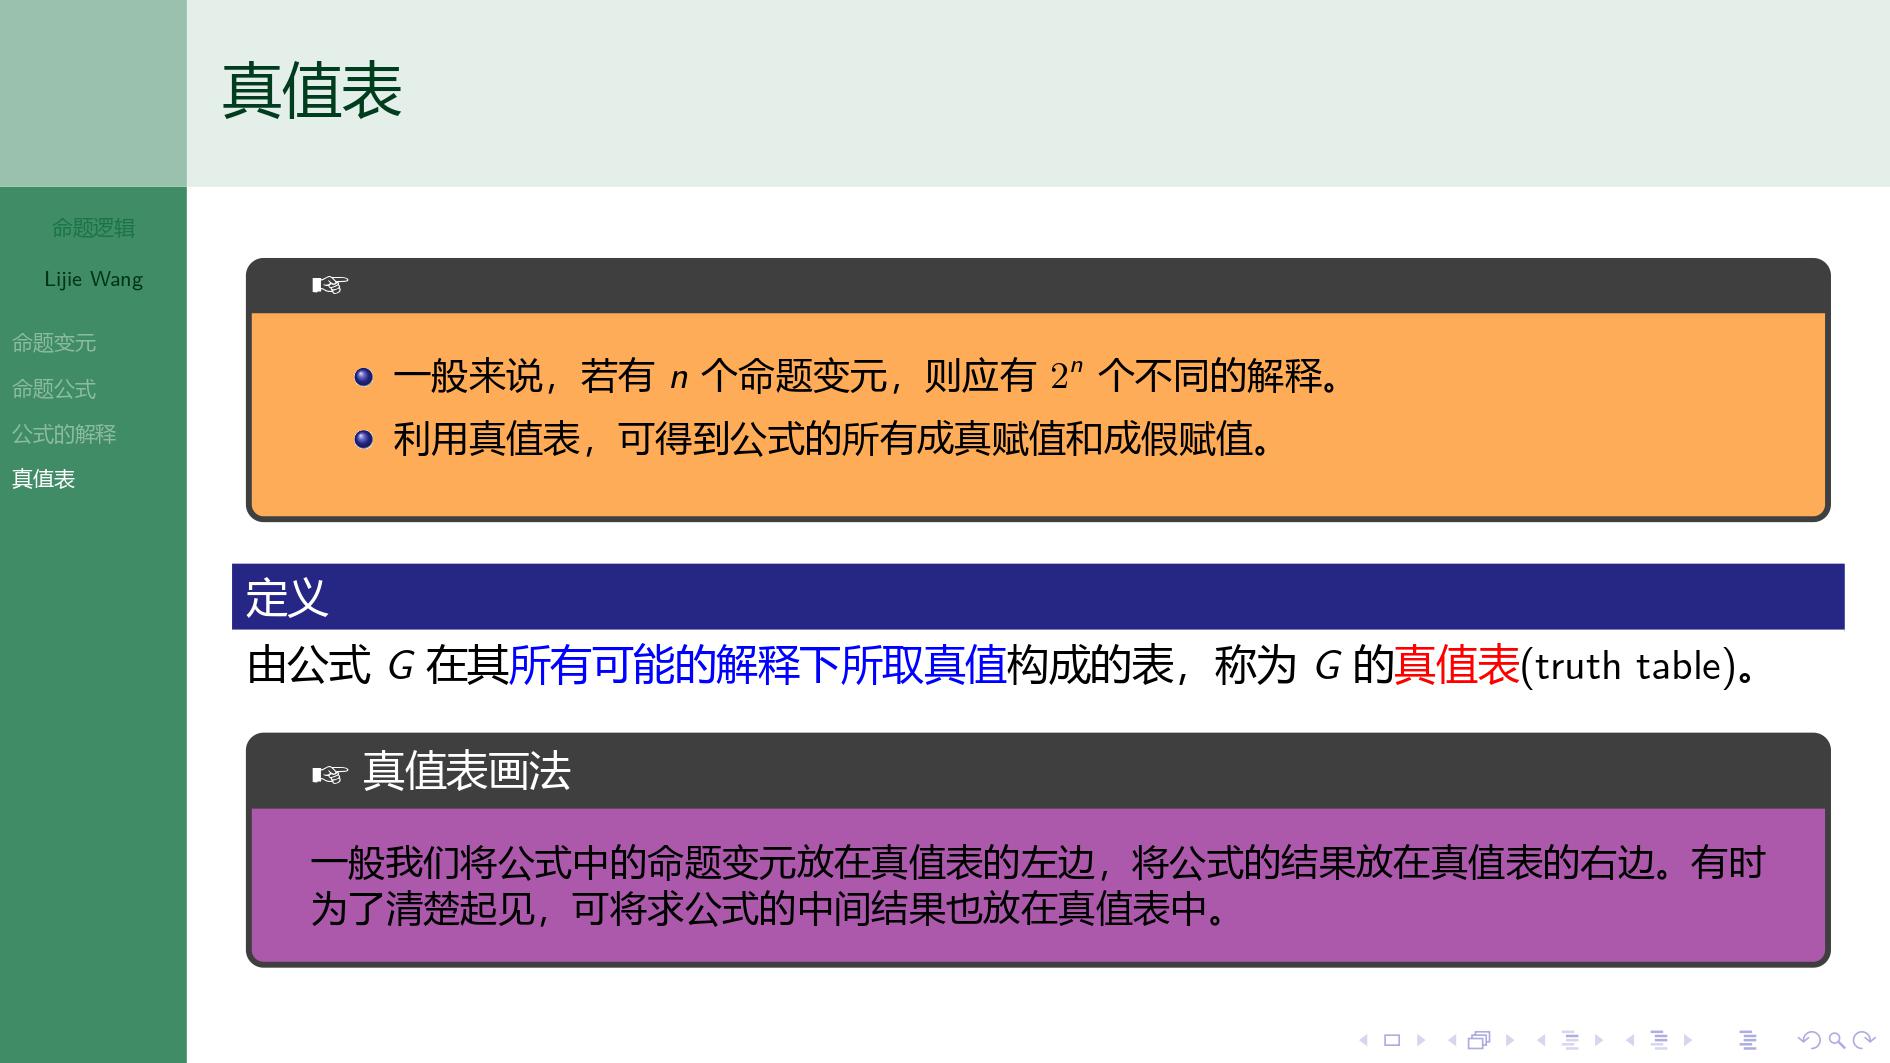 真值表
命题逻辑
Lijie Wang
命题变元
命题公式
公式的解释
真值表
☞
一般来说，若有 n 个命题变元，则应有 2ⁿ 个不同的解释。
利用真值表，可得到公式的所有成真赋值和成假赋值。
定义
由公式 G 在其所有可能的解释下所取真值构成的表，称为 G 的真值表(truth table)。
☞ 真值表画法
一般我们将公式中的命题变元放在真值表的左边，将公式的结果放在真值表的右边。有时
为了清楚起见，可将求公式的中间结果也放在真值表中。